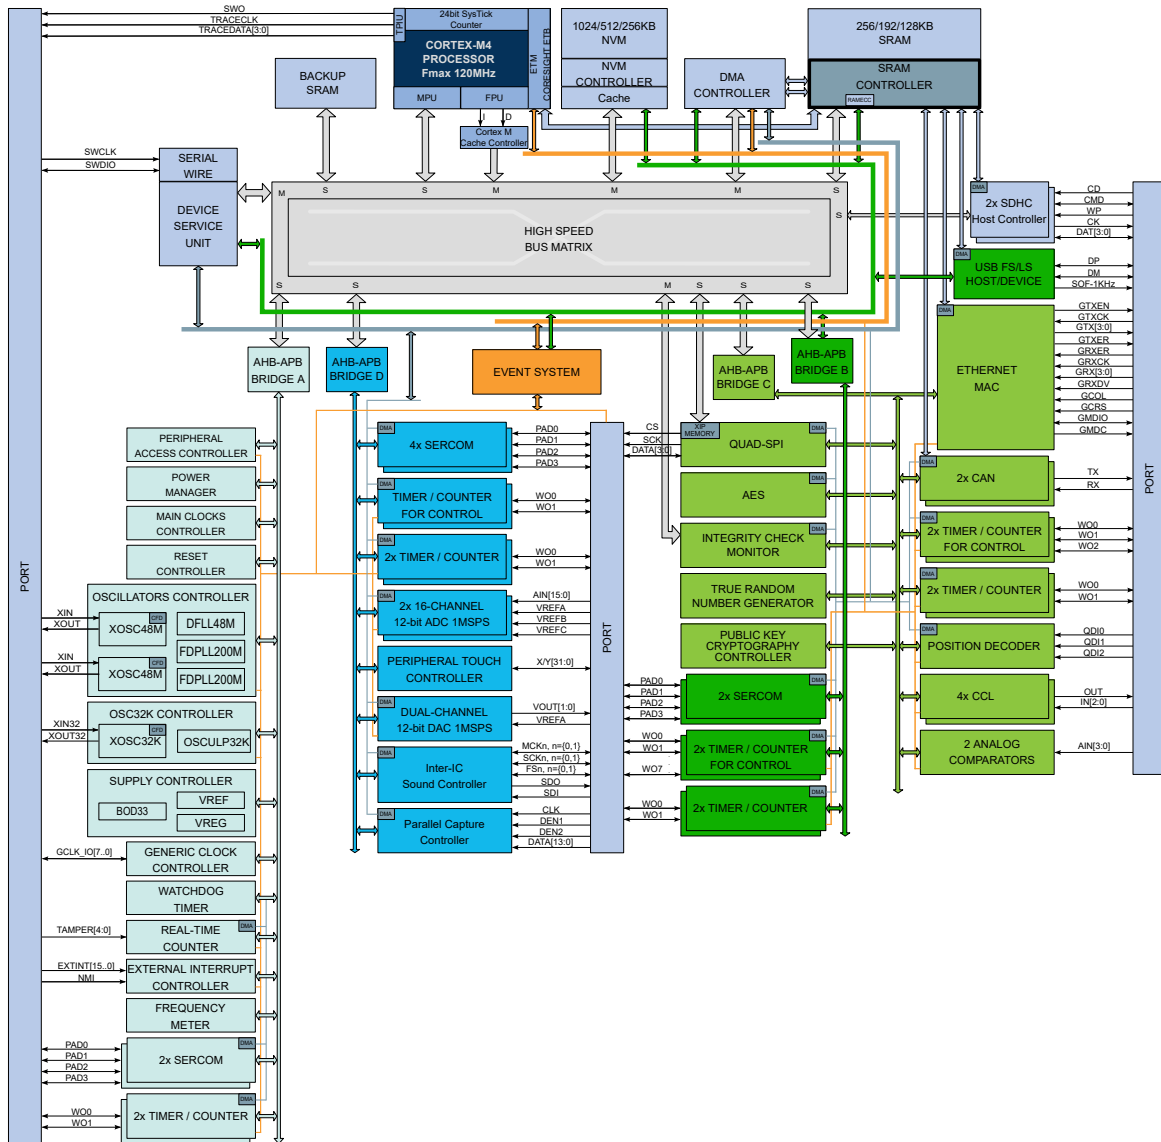 SWO
TRACECLK
TRACEDATA[3:0]
TPIU
24bit SysTick
Counter
CORTEX-M4
PROCESSOR
Fmax 120MHz
MPU
FPU
ETM
CORESIGHT ETB
I
D
Cortex M
Cache Controller
BACKUP
SRAM
1024/512/256KB
NVM
NVM
CONTROLLER
Cache
DMA
CONTROLLER
256/192/128KB
SRAM
SRAM
CONTROLLER
RAMECC
SWCLK
SWDIO
SERIAL
WIRE
DEVICE
SERVICE
UNIT
M
S
S
M
M
S
S
HIGH SPEED
BUS MATRIX
S
S
M
S
S
S
DMA
2x SDHC
Host Controller
CD
CMD
WP
CK
DAT[3:0]
DMA
USB FS/LS
HOST/DEVICE
DP
DM
SOF-1KHz
DMA
ETHERNET
MAC
GTXEN
GTXCK
GTX[3:0]
GTXER
GRXER
GRXCK
GRX[3:0]
GRXDV
GCOL
GCRS
GMDIO
GMDC
AHB-APB
BRIDGE A
AHB-APB
BRIDGE D
EVENT SYSTEM
AHB-APB
BRIDGE C
AHB-APB
BRIDGE B
PORT
PORT
PORT
PERIPHERAL
ACCESS CONTROLLER
POWER
MANAGER
MAIN CLOCKS
CONTROLLER
RESET
CONTROLLER
OSCILLATORS CONTROLLER
XIN
XOUT
CFD
XOSC48M
DFLL48M
FDPLL200M
XIN
XOUT
CFD
XOSC48M
FDPLL200M
OSC32K CONTROLLER
XIN32
XOUT32
CFD
XOSC32K
OSCULP32K
SUPPLY CONTROLLER
BOD33
VREF
VREG
GCLK_IO[7..0]
GENERIC CLOCK
CONTROLLER
WATCHDOG
TIMER
TAMPER[4:0]
DMA
REAL-TIME
COUNTER
EXTINT[15..0]
NMI
EXTERNAL INTERRUPT
CONTROLLER
FREQUENCY
METER
PAD0
PAD1
PAD2
PAD3
DMA
2x SERCOM
WO0
WO1
DMA
2x TIMER / COUNTER
DMA
4x SERCOM
PAD0
PAD1
PAD2
PAD3
DMA
TIMER / COUNTER
FOR CONTROL
WO0
WO1
DMA
2x TIMER / COUNTER
WO0
WO1
DMA
2x 16-CHANNEL
12-bit ADC 1MSPS
AIN[15:0]
VREFA
VREFB
VREFC
PERIPHERAL TOUCH
CONTROLLER
X/Y[31:0]
DMA
DUAL-CHANNEL
12-bit DAC 1MSPS
VOUT[1:0]
VREFA
DMA
Inter-IC
Sound Controller
MCKn, n={0,1}
SCKn, n={0,1}
FSn, n={0,1}
SDO
SDI
DMA
Parallel Capture
Controller
CLK
DEN1
DEN2
DATA[13:0]
CS
SCK
DATA[3:0]
XIP
MEMORY
DMA
QUAD-SPI
DMA
AES
DMA
INTEGRITY CHECK
MONITOR
TRUE RANDOM
NUMBER GENERATOR
PUBLIC KEY
CRYPTOGRAPHY
CONTROLLER
PAD0
PAD1
PAD2
PAD3
DMA
2x SERCOM
WO0
WO1
WO7
DMA
2x TIMER / COUNTER
FOR CONTROL
WO0
WO1
DMA
2x TIMER / COUNTER
DMA
2x CAN
TX
RX
DMA
2x TIMER / COUNTER
FOR CONTROL
WO0
WO1
WO2
DMA
2x TIMER / COUNTER
WO0
WO1
DMA
POSITION DECODER
QDI0
QDI1
QDI2
4x CCL
OUT
IN[2:0]
2 ANALOG
COMPARATORS
AIN[3:0]